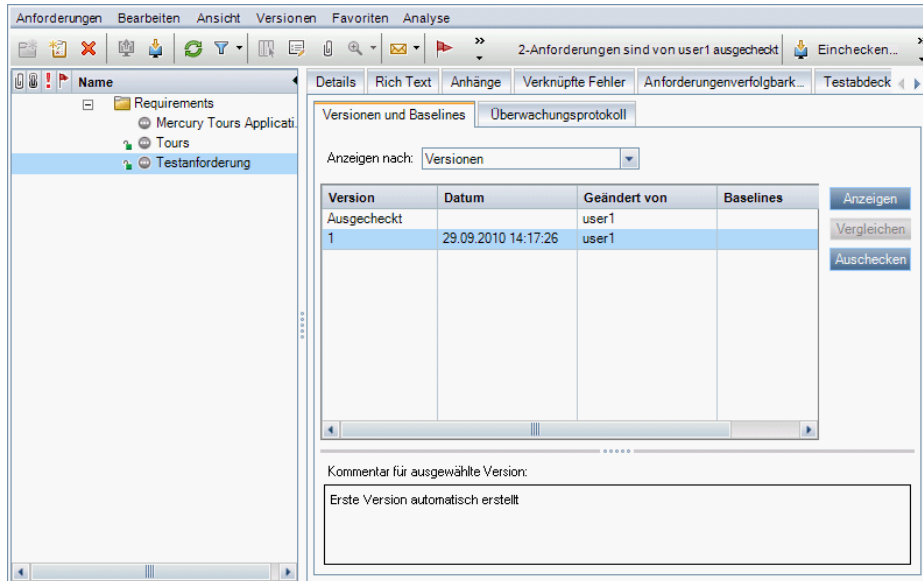 Anforderungen Bearbeiten Ansicht Versionen Favoriten Analyse
2-Anforderungen sind von user1 ausgecheckt Einchecken...
Name
Requirements
Mercury Tours Applicati
Tours
Testanforderung
Details Rich Text Anhänge Verknüpfte Fehler Anforderungenverfolgbark... Testabdeck
Versionen und Baselines Überwachungsprotokoll
Anzeigen nach: Versionen
Version Datum Geändert von Baselines
Ausgecheckt user1
1 29.09.2010 14:17:26 user1
Anzeigen
Vergleichen
Auschecken
Kommentar für ausgewählte Version:
Erste Version automatisch erstellt